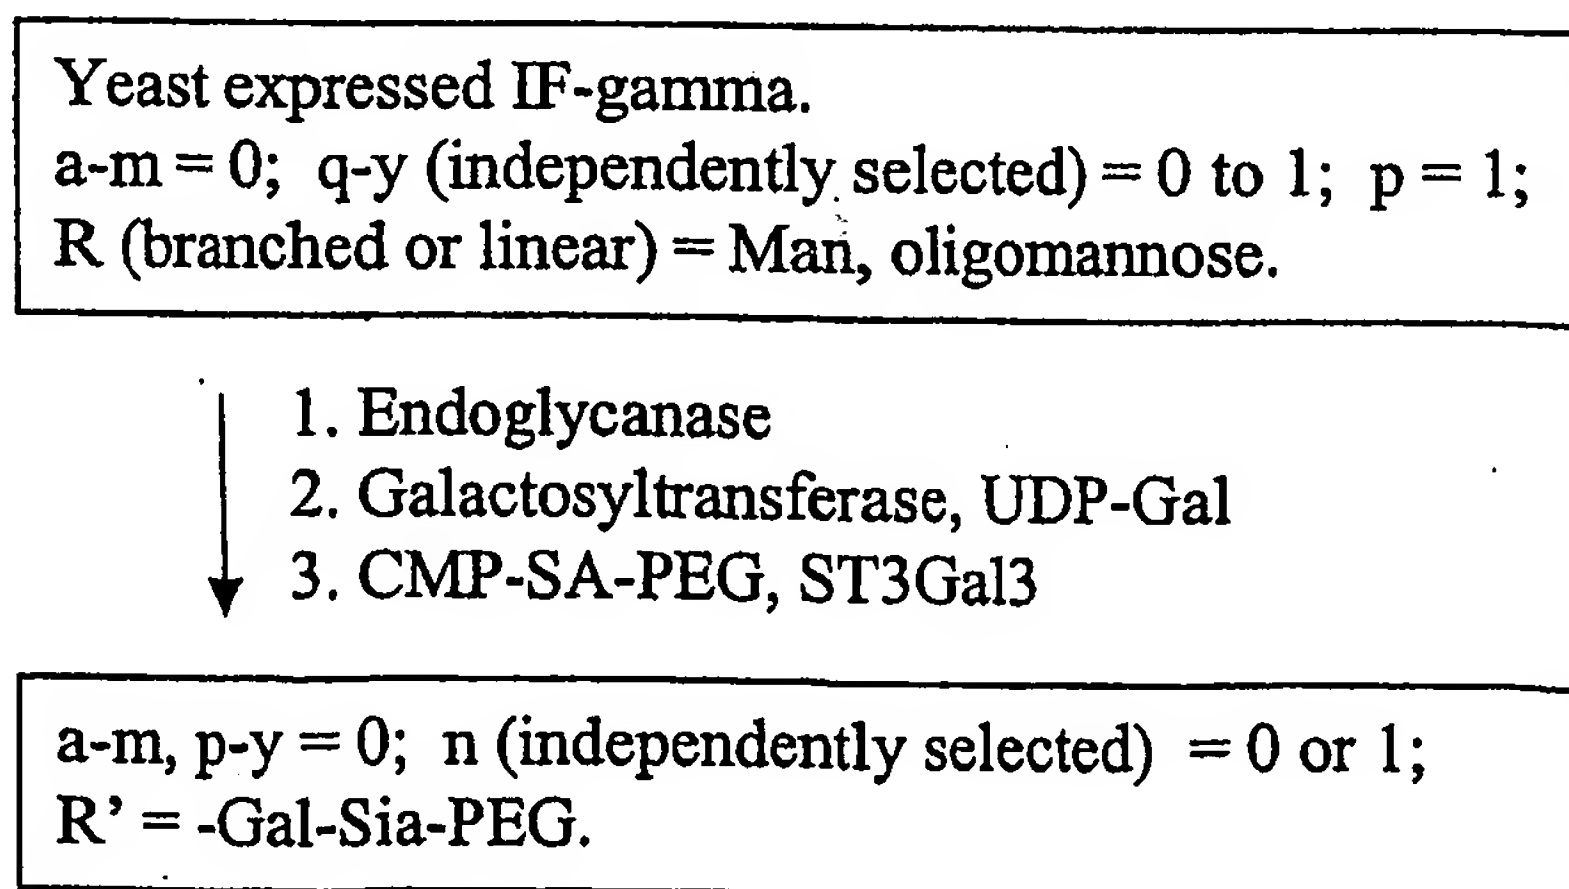 Yeast expressed IF-gamma.
a-m = 0; q-y (independently selected) = 0 to 1; p = 1;
R (branched or linear) = Man, oligomannose.
1. Endoglycanase
2. Galactosyltransferase, UDP-Gal
3. CMP-SA-PEG, ST3Gal3
a-m, p-y = 0; n (independently selected) = 0 or 1;
R' = -Gal-Sia-PEG.